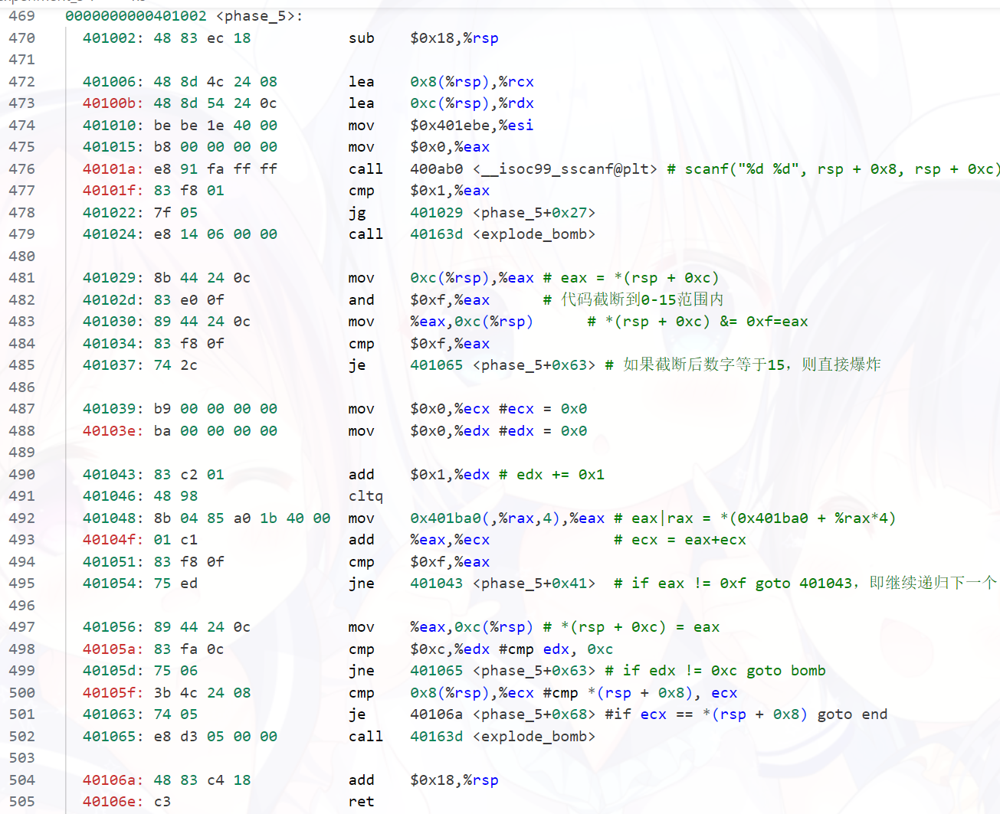 469 0000000000401002 <phase_5>:
470 401002: 48 83 ec 18 sub $0x18,%rsp
471
472 401006: 48 8d 4c 24 08 lea 0x8(%rsp),%rcx
473 40100b: 48 8d 54 24 0c lea 0xc(%rsp),%rdx
474 401010: be be 1e 40 00 mov $0x401ebe,%esi
475 401015: b8 00 00 00 00 mov $0x0,%eax
476 40101a: e8 91 fa ff ff call 400ab0 <__isoc99_sscanf@plt> # scanf("%d %d", rsp + 0x8, rsp + 0xc)
477 40101f: 83 f8 01 cmp $0x1,%eax
478 401022: 7f 05 jg 401029 <phase_5+0x27>
479 401024: e8 14 06 00 00 call 40163d <explode_bomb>
480
481 401029: 8b 44 24 0c mov 0xc(%rsp),%eax # eax = *(rsp + 0xc)
482 40102d: 83 e0 0f and $0xf,%eax # 代码截断到0-15范围内
483 401030: 89 44 24 0c mov %eax,0xc(%rsp) # *(rsp + 0xc) &= 0xf=eax
484 401034: 83 f8 0f cmp $0xf,%eax
485 401037: 74 2c je 401065 <phase_5+0x63> # 如果截断后数字等于15，则直接爆炸
486
487 401039: b9 00 00 00 00 mov $0x0,%ecx #ecx = 0x0
488 40103e: ba 00 00 00 00 mov $0x0,%edx #edx = 0x0
489
490 401043: 83 c2 01 add $0x1,%edx # edx += 0x1
491 401046: 48 98 cltq
492 401048: 8b 04 85 a0 1b 40 00 mov 0x401ba0(,%rax,4),%eax # eax|rax = *(0x401ba0 + %rax*4)
493 40104f: 01 c1 add %eax,%ecx # ecx = eax+ecx
494 401051: 83 f8 0f cmp $0xf,%eax
495 401054: 75 ed jne 401043 <phase_5+0x41> # if eax != 0xf goto 401043，即继续递归下一个
496
497 401056: 89 44 24 0c mov %eax,0xc(%rsp) # *(rsp + 0xc) = eax
498 40105a: 83 fa 0c cmp $0xc,%edx #cmp edx, 0xc
499 40105d: 75 06 jne 401065 <phase_5+0x63> # if edx != 0xc goto bomb
500 40105f: 3b 4c 24 08 cmp 0x8(%rsp),%ecx #cmp *(rsp + 0x8), ecx
501 401063: 74 05 je 40106a <phase_5+0x68> #if ecx == *(rsp + 0x8) goto end
502 401065: e8 d3 05 00 00 call 40163d <explode_bomb>
503
504 40106a: 48 83 c4 18 add $0x18,%rsp
505 40106e: c3 ret